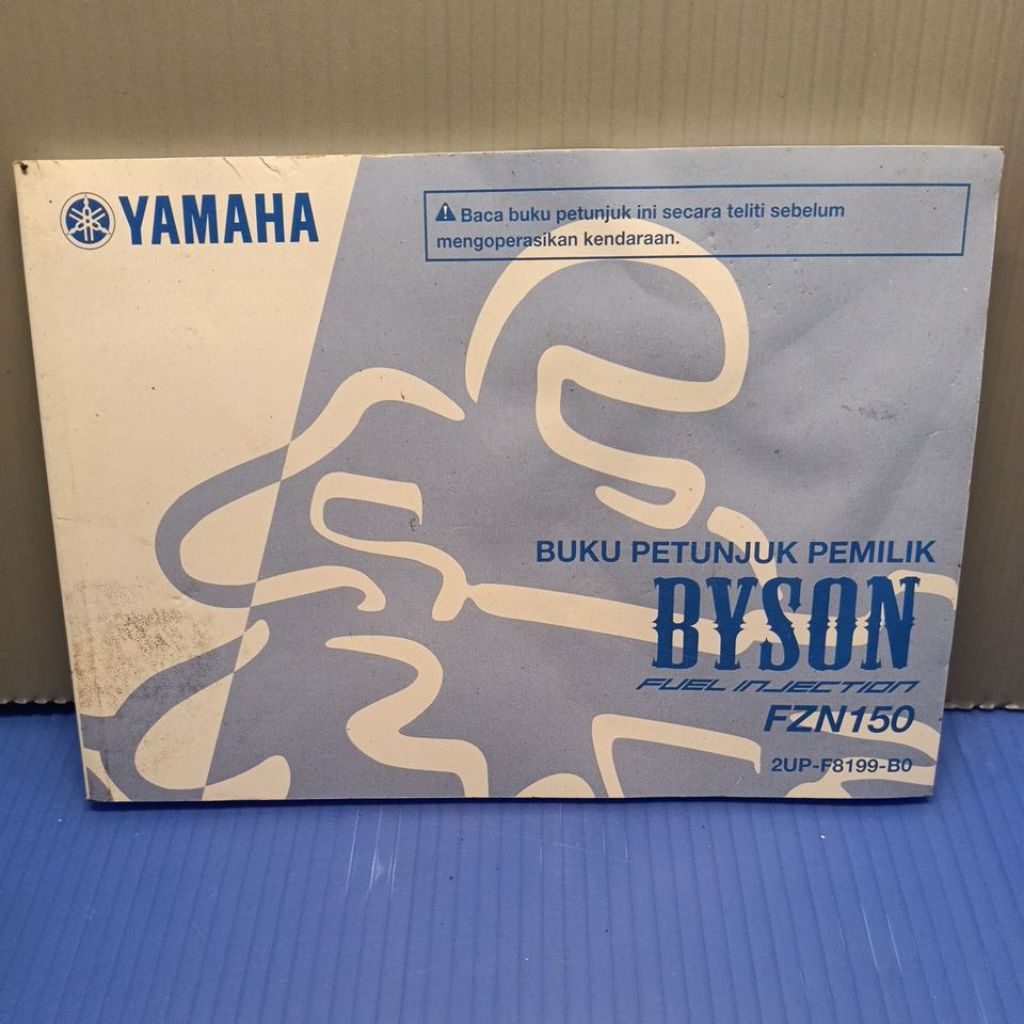 YAMAHA
⚠ Baca buku petunjuk ini secara teliti sebelum
mengoperasikan kendaraan.
BUKU PETUNJUK PEMILIK
BYSON
FUEL INJECTION
FZN150
2UP-F8199-B0